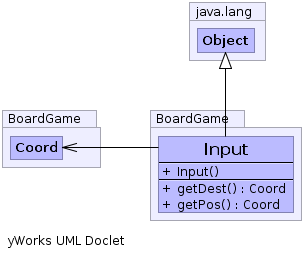 java.lang
Object
BoardGame
Coord
BoardGame
Input
+ Input()
+ getDest() : Coord
+ getPos() : Coord
yWorks UML Doclet